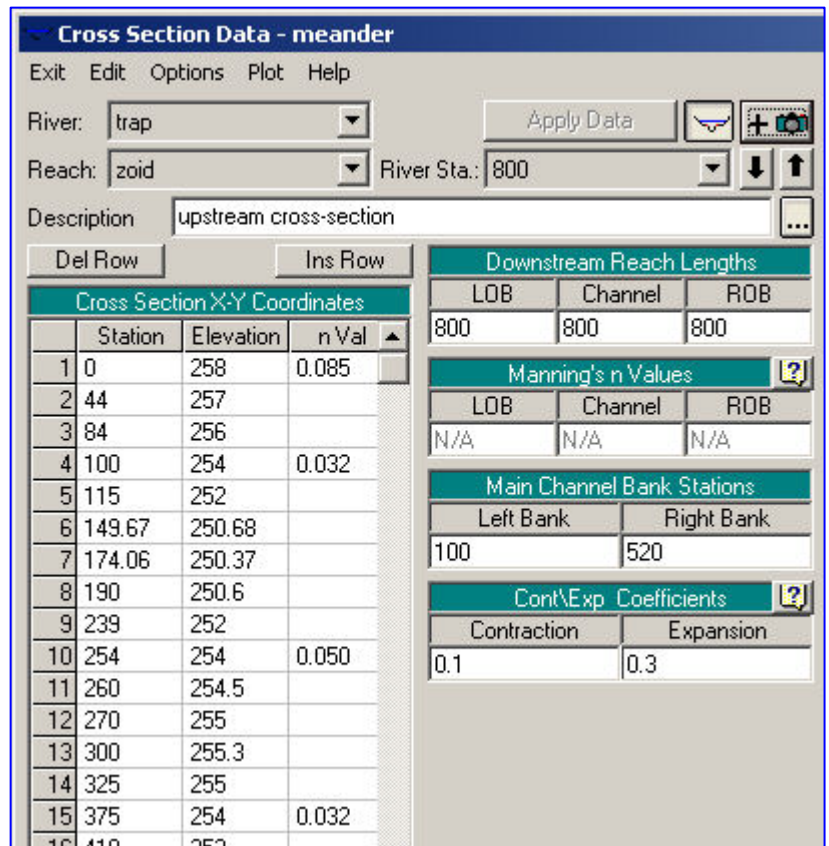 Cross Section Data - meander
Exit Edit Options Plot Help
River: trap Apply Data
Reach: zoid River Sta.: 800
Description upstream cross-section ...
Del Row Ins Row
Cross Section X-Y Coordinates
Station Elevation n Val
1 0 258 0.085
2 44 257
3 84 256
4 100 254 0.032
5 115 252
6 149.67 250.68
7 174.06 250.37
8 190 250.6
9 239 252
10 254 254 0.050
11 260 254.5
12 270 255
13 300 255.3
14 325 255
15 375 254 0.032
Downstream Reach Lengths
LOB Channel ROB
800 800 800
Manning's n Values ?
LOB Channel ROB
N/A N/A N/A
Main Channel Bank Stations
Left Bank Right Bank
100 520
Cont\Exp Coefficients ?
Contraction Expansion
0.1 0.3